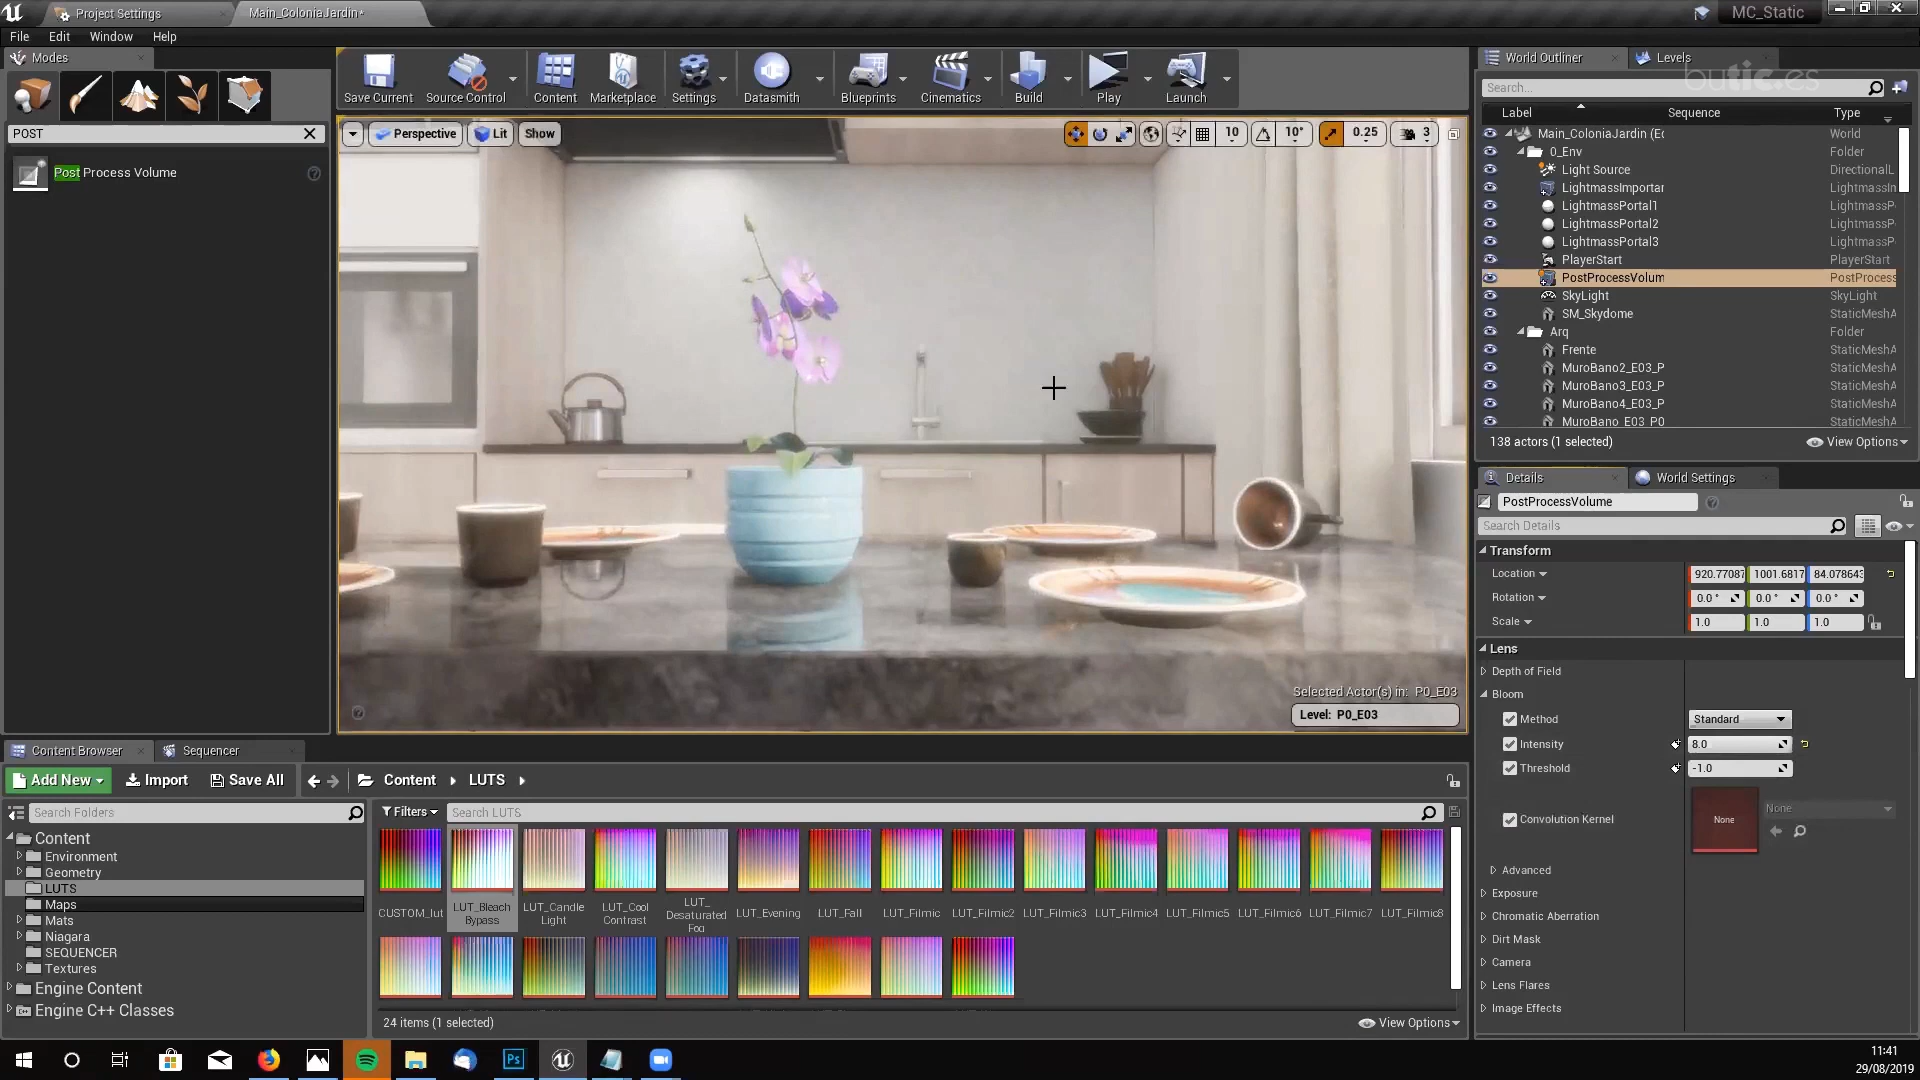 Project Settings
Main_ColoniaJardin*
MC_Static
File Edit Window Help
Modes
POST
Post Process Volume
Save Current
Source Control
Content
Marketplace
Settings
Datasmith
Blueprints
Cinematics
Build
Play
Launch
Perspective
Lit
Show
10
10°
0.25
3
Selected Actor(s) in: P0_E03
Level: P0_E03
World Outliner
Levels
butic.es
Search...
Label Sequence Type
Main_ColoniaJardin (Ec World
0_Env Folder
Light Source DirectionalL
LightmassImportar LightmassIn
LightmassPortal1 LightmassP
LightmassPortal2 LightmassP
LightmassPortal3 LightmassP
PlayerStart PlayerStart
PostProcessVolum PostProcess
SkyLight SkyLight
SM_Skydome StaticMeshA
Arq Folder
Frente StaticMeshA
MuroBano2_E03_P StaticMeshA
MuroBano3_E03_P StaticMeshA
MuroBano4_E03_P StaticMeshA
MuroBano_E03_P0 StaticMeshA
138 actors (1 selected)
View Options
Details
World Settings
PostProcessVolume
Search Details
Transform
Location 920.77087 1001.6817 84.078643
Rotation 0.0 ° 0.0 ° 0.0 °
Scale 1.0 1.0 1.0
Lens
Depth of Field
Bloom
Method Standard
Intensity 8.0
Threshold -1.0
Convolution Kernel None None
Advanced
Exposure
Chromatic Aberration
Dirt Mask
Camera
Lens Flares
Image Effects
Content Browser
Sequencer
Add New
Import
Save All
Content
LUTS
Search Folders
Filters
Search LUTS
Content
Environment
Geometry
LUTS
Maps
Mats
Niagara
SEQUENCER
Textures
Engine Content
Engine C++ Classes
CUSTOM_lut
LUT_Bleach
Bypass
LUT_Candle
Light
LUT_Cool
Contrast
LUT_
Desaturated
Fog
LUT_Evening
LUT_Fall
LUT_Filmic
LUT_Filmic2
LUT_Filmic3
LUT_Filmic4
LUT_Filmic5
LUT_Filmic6
LUT_Filmic7
LUT_Filmic8
24 items (1 selected)
View Options
Ps
11:41
29/08/2019